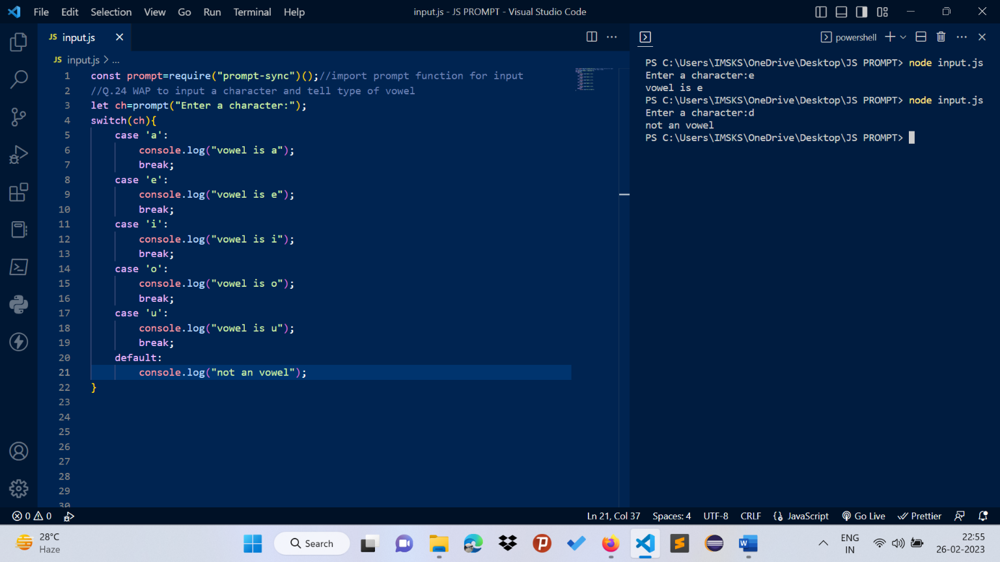 File Edit Selection View Go Run Terminal Help
input.js - JS PROMPT - Visual Studio Code
JS input.js
powershell
JS input.js > ...
1 const prompt=require("prompt-sync")();//import prompt function for input
2 //Q.24 WAP to input a character and tell type of vowel
3 let ch=prompt("Enter a character:");
4 switch(ch){
5 case 'a':
6 console.log("vowel is a");
7 break;
8 case 'e':
9 console.log("vowel is e");
10 break;
11 case 'i':
12 console.log("vowel is i");
13 break;
14 case 'o':
15 console.log("vowel is o");
16 break;
17 case 'u':
18 console.log("vowel is u");
19 break;
20 default:
21 console.log("not an vowel");
22 }
23
24
25
26
27
28
29
30
PS C:\Users\IMSKS\OneDrive\Desktop\JS PROMPT> node input.js
Enter a character:e
vowel is e
PS C:\Users\IMSKS\OneDrive\Desktop\JS PROMPT> node input.js
Enter a character:d
not an vowel
PS C:\Users\IMSKS\OneDrive\Desktop\JS PROMPT>
0 0
Ln 21, Col 37 Spaces: 4 UTF-8 CRLF JavaScript Go Live Prettier
28°C
Haze
Search
ENG
IN
22:55
26-02-2023